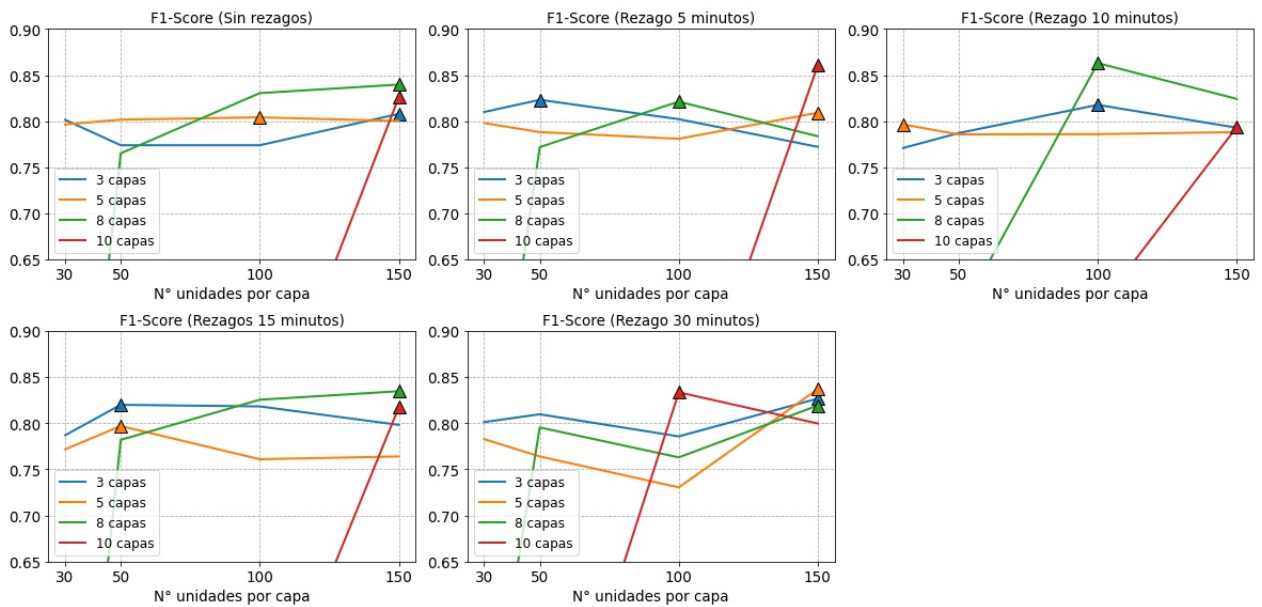 F1-Score (Sin rezagos)
0.90
0.85
0.80
0.75
0.70
0.65
3 capas
5 capas
8 capas
10 capas
30
50
100
150
N° unidades por capa
F1-Score (Rezago 5 minutos)
0.90
0.85
0.80
0.75
0.70
0.65
3 capas
5 capas
8 capas
10 capas
30
50
100
150
N° unidades por capa
F1-Score (Rezago 10 minutos)
0.90
0.85
0.80
0.75
0.70
0.65
3 capas
5 capas
8 capas
10 capas
30
50
100
150
N° unidades por capa
F1-Score (Rezagos 15 minutos)
0.90
0.85
0.80
0.75
0.70
0.65
3 capas
5 capas
8 capas
10 capas
30
50
100
150
N° unidades por capa
F1-Score (Rezago 30 minutos)
0.90
0.85
0.80
0.75
0.70
0.65
3 capas
5 capas
8 capas
10 capas
30
50
100
150
N° unidades por capa